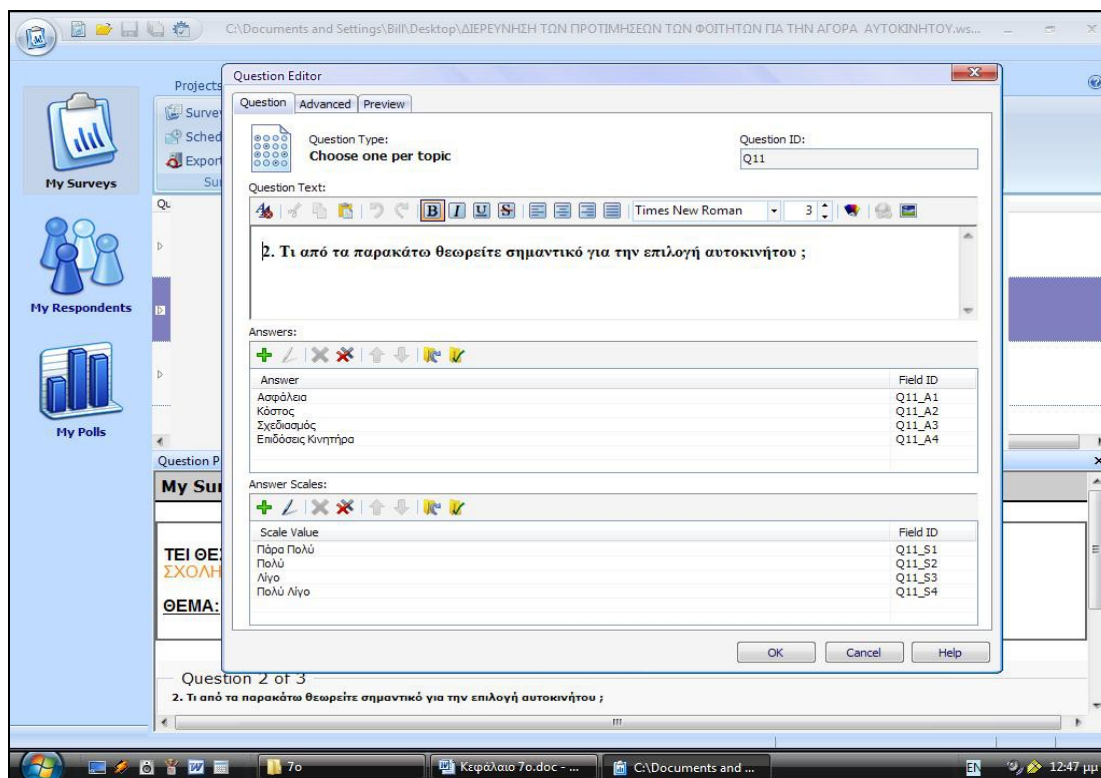 C:\Documents and Settings\Bill\Desktop\ΔΙΕΡΕΥΝΗΣΗ ΤΩΝ ΠΡΟΤΙΜΗΣΕΩΝ ΤΩΝ ΦΟΙΤΗΤΩΝ ΓΙΑ ΤΗΝ ΑΓΟΡΑ ΑΥΤΟΚΙΝΗΤΟΥ.ws...
Projects
Survey
Sched
Export
Su
Qu
My Surveys
My Respondents
My Polls
Question Editor
Question Advanced Preview
Question Type:
Choose one per topic
Question ID:
Q11
Question Text:
B I U S Times New Roman 3
2. Τι από τα παρακάτω θεωρείτε σημαντικό για την επιλογή αυτοκινήτου ;
Answers:
Answer Field ID
Ασφάλεια Q11_A1
Κόστος Q11_A2
Σχεδιασμός Q11_A3
Επιδόσεις Κινητήρα Q11_A4
Answer Scales:
Scale Value Field ID
Πάρα Πολύ Q11_S1
Πολύ Q11_S2
Λίγο Q11_S3
Πολύ Λίγο Q11_S4
OK Cancel Help
Question P
My Su
ΤΕΙ ΘΕΣ
ΣΧΟΛΗ
ΘΕΜΑ:
Question 2 of 3
2. Τι από τα παρακάτω θεωρείτε σημαντικό για την επιλογή αυτοκινήτου ;
7ο
Κεφάλαιο 7ο.doc - ...
C:\Documents and ...
EN
12:47 μμ